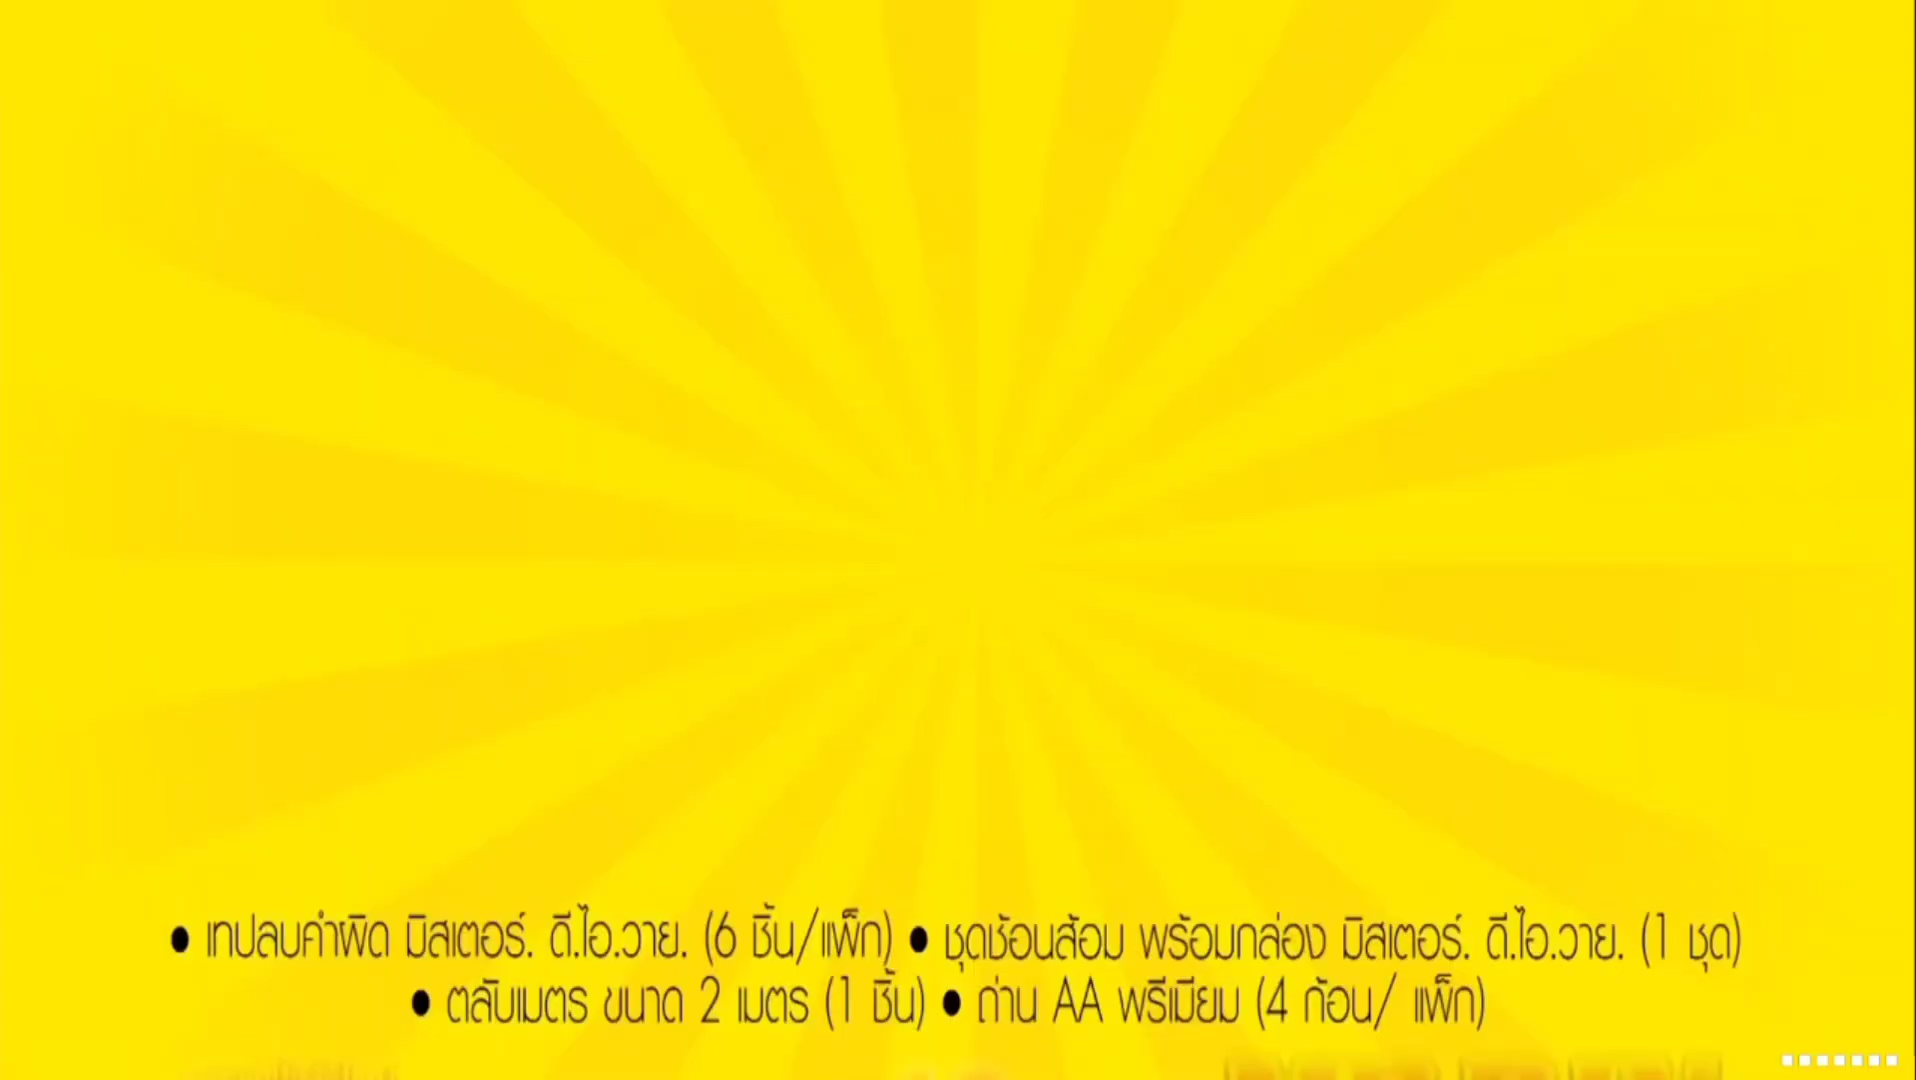 ● เทปลบคำผิด มิสเตอร์. ดี.ไอ.วาย. (6 ชิ้น/แพ็ก) ● ชุดช้อนส้อม พร้อมกล่อง มิสเตอร์. ดี.ไอ.วาย. (1 ชุด)
● ตลับเมตร ขนาด 2 เมตร (1 ชิ้น) ● ถ่าน AA พรีเมียม (4 ก้อน/ แพ็ก)